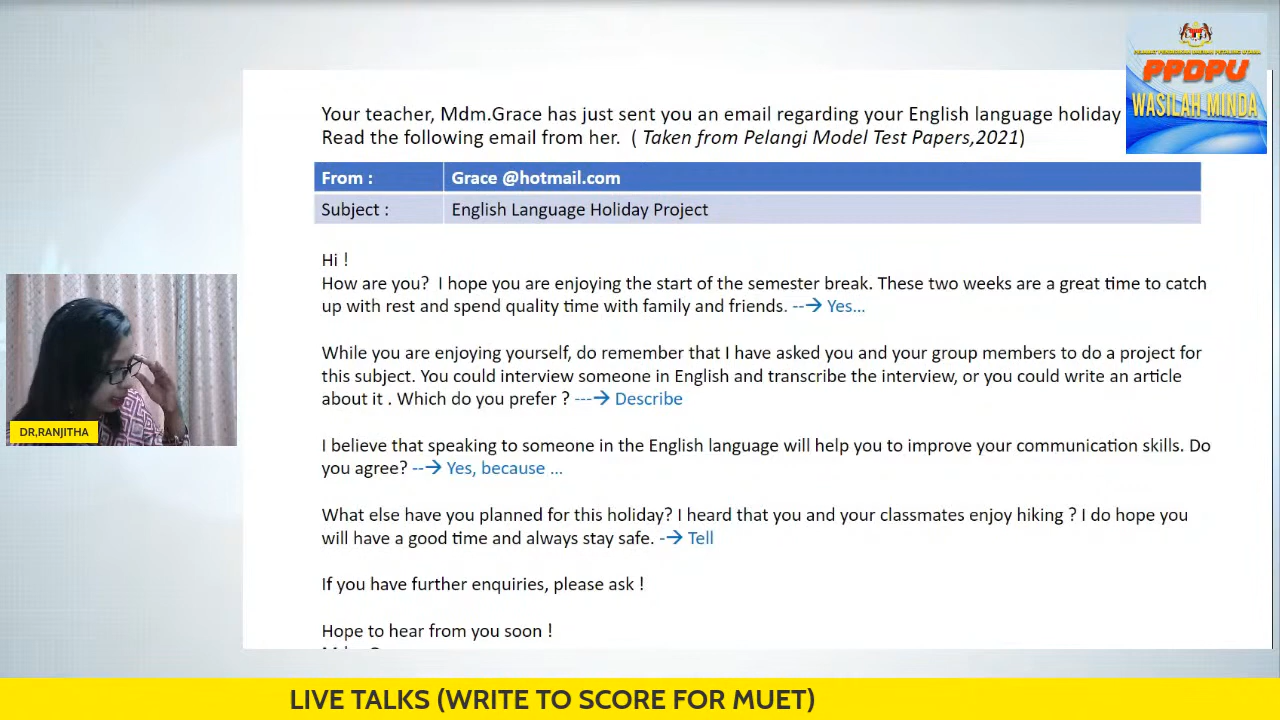 PEJABAT PENDIDIKAN DAERAH PETALING UTAMA
PPDPU
WASILAH MINDA
Your teacher, Mdm.Grace has just sent you an email regarding your English language holiday
Read the following email from her. ( Taken from Pelangi Model Test Papers,2021)
From : Grace @hotmail.com
Subject : English Language Holiday Project
Hi !
How are you? I hope you are enjoying the start of the semester break. These two weeks are a great time to catch
up with rest and spend quality time with family and friends. --→ Yes…
While you are enjoying yourself, do remember that I have asked you and your group members to do a project for
this subject. You could interview someone in English and transcribe the interview, or you could write an article
about it . Which do you prefer ? ---→ Describe
I believe that speaking to someone in the English language will help you to improve your communication skills. Do
you agree? --→ Yes, because …
What else have you planned for this holiday? I heard that you and your classmates enjoy hiking ? I do hope you
will have a good time and always stay safe. -→ Tell
If you have further enquiries, please ask !
Hope to hear from you soon !
DR,RANJITHA
LIVE TALKS (WRITE TO SCORE FOR MUET)